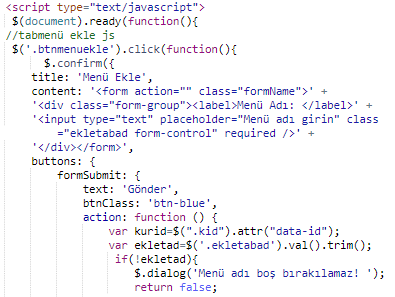 <script type="text/javascript">
$(document).ready(function(){
//tabmenü ekle js
$('.btnmenuekle').click(function(){
$.confirm({
title: 'Menü Ekle',
content: '<form action="" class="formName">' +
'<div class="form-group"><label>Menü Adı: </label>' +
'<input type="text" placeholder="Menü adı girin" class
="ekletabad form-control" required />' +
'</div></form>',
buttons: {
formSubmit: {
text: 'Gönder',
btnClass: 'btn-blue',
action: function () {
var kurid=$(".kid").attr("data-id");
var ekletad=$('.ekletabad').val().trim();
if(!ekletad){
$.dialog('Menü adı boş bırakılamaz! ');
return false;